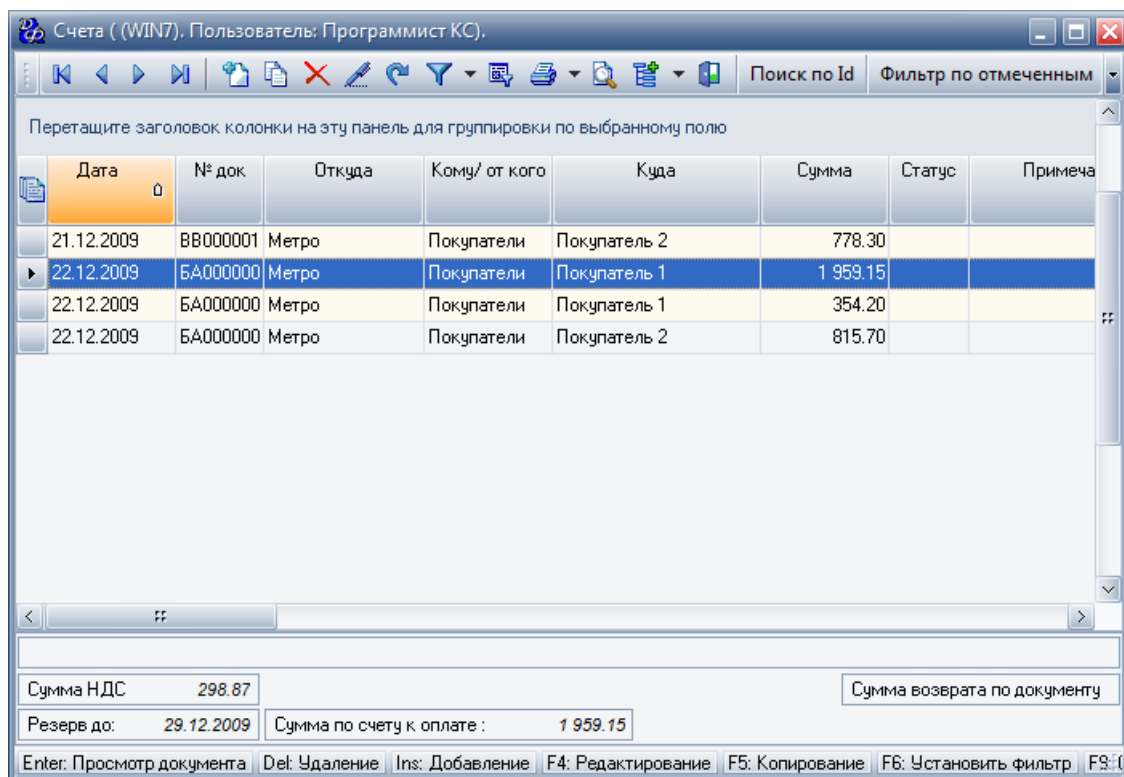 Счета ( (WIN7). Пользователь: Программист КС).
Поиск по Id Фильтр по отмеченным
Перетащите заголовок колонки на эту панель для группировки по выбранному полю
Дата № док Откуда Кому/ от кого Куда Сумма Статус Примеча
21.12.2009 ВВ000001 Метро Покупатели Покупатель 2 778.30
22.12.2009 БА000000 Метро Покупатели Покупатель 1 1 959.15
22.12.2009 БА000000 Метро Покупатели Покупатель 1 354.20
22.12.2009 БА000000 Метро Покупатели Покупатель 2 815.70
Сумма НДС 298.87 Сумма возврата по документу
Резерв до: 29.12.2009 Сумма по счету к оплате : 1 959.15
Enter: Просмотр документа Del: Удаление Ins: Добавление F4: Редактирование F5: Копирование F6: Установить фильтр F9: